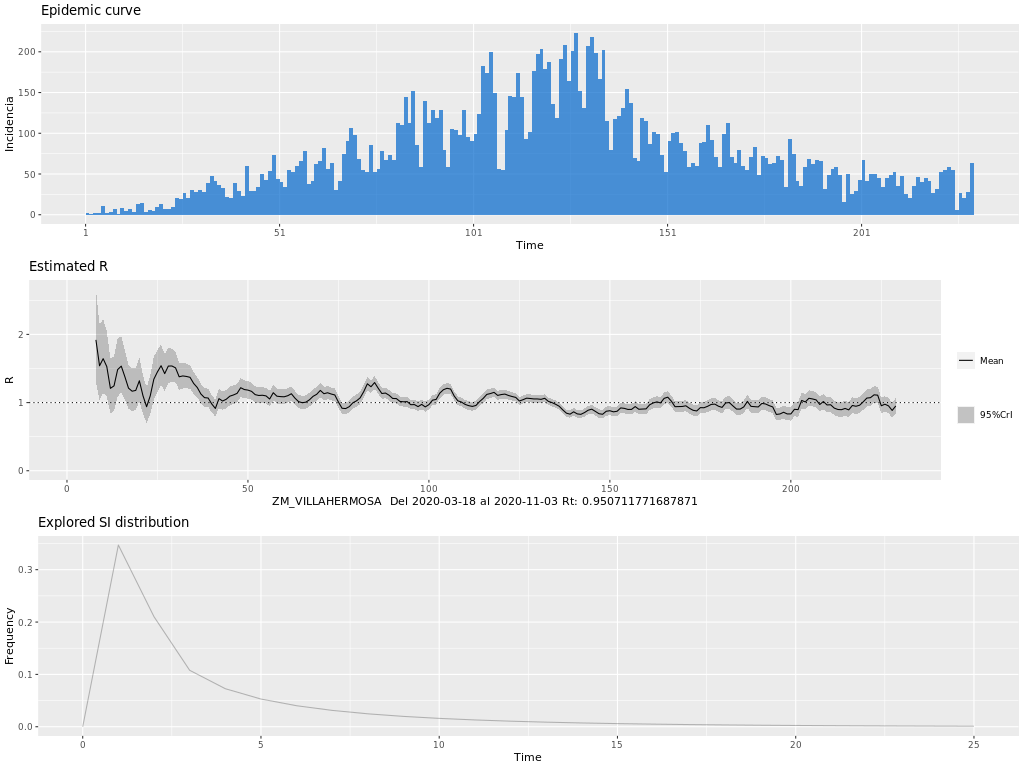 Epidemic curve
200
150
100
50
0
Incidencia
1 51 101 151 201
Time
Estimated R
2
1
0
R
Mean
95%CrI
0 50 100 150 200
ZM_VILLAHERMOSA Del 2020-03-18 al 2020-11-03 Rt: 0.950711771687871
Explored SI distribution
0.3
0.2
0.1
0.0
Frequency
0 5 10 15 20 25
Time